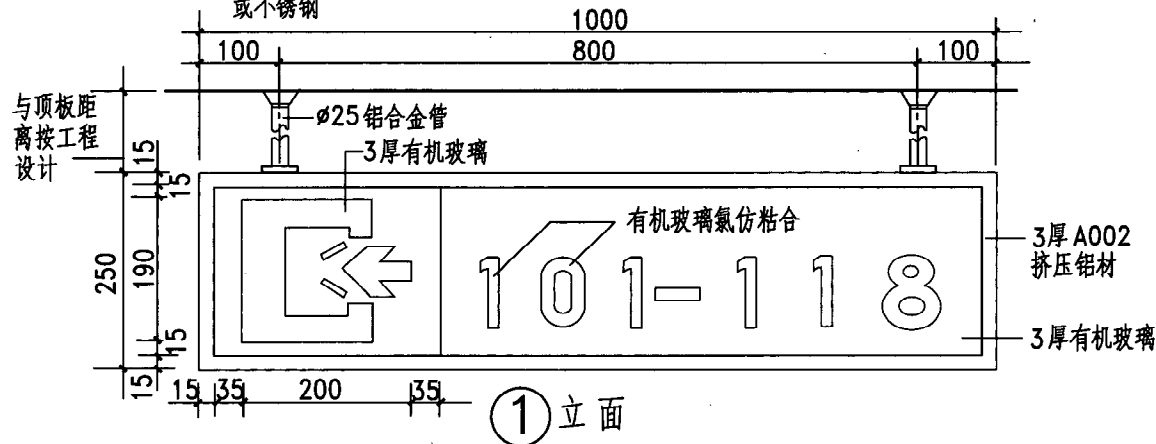 或不锈钢
1000
100
800
100
与顶板距
离按工程
设计
ø25铝合金管
3厚有机玻璃
15
15
有机玻璃氯仿粘合
101-118
3厚A002
挤压铝材
250
190
15
15
3厚有机玻璃
15
35
200
35
1 立面